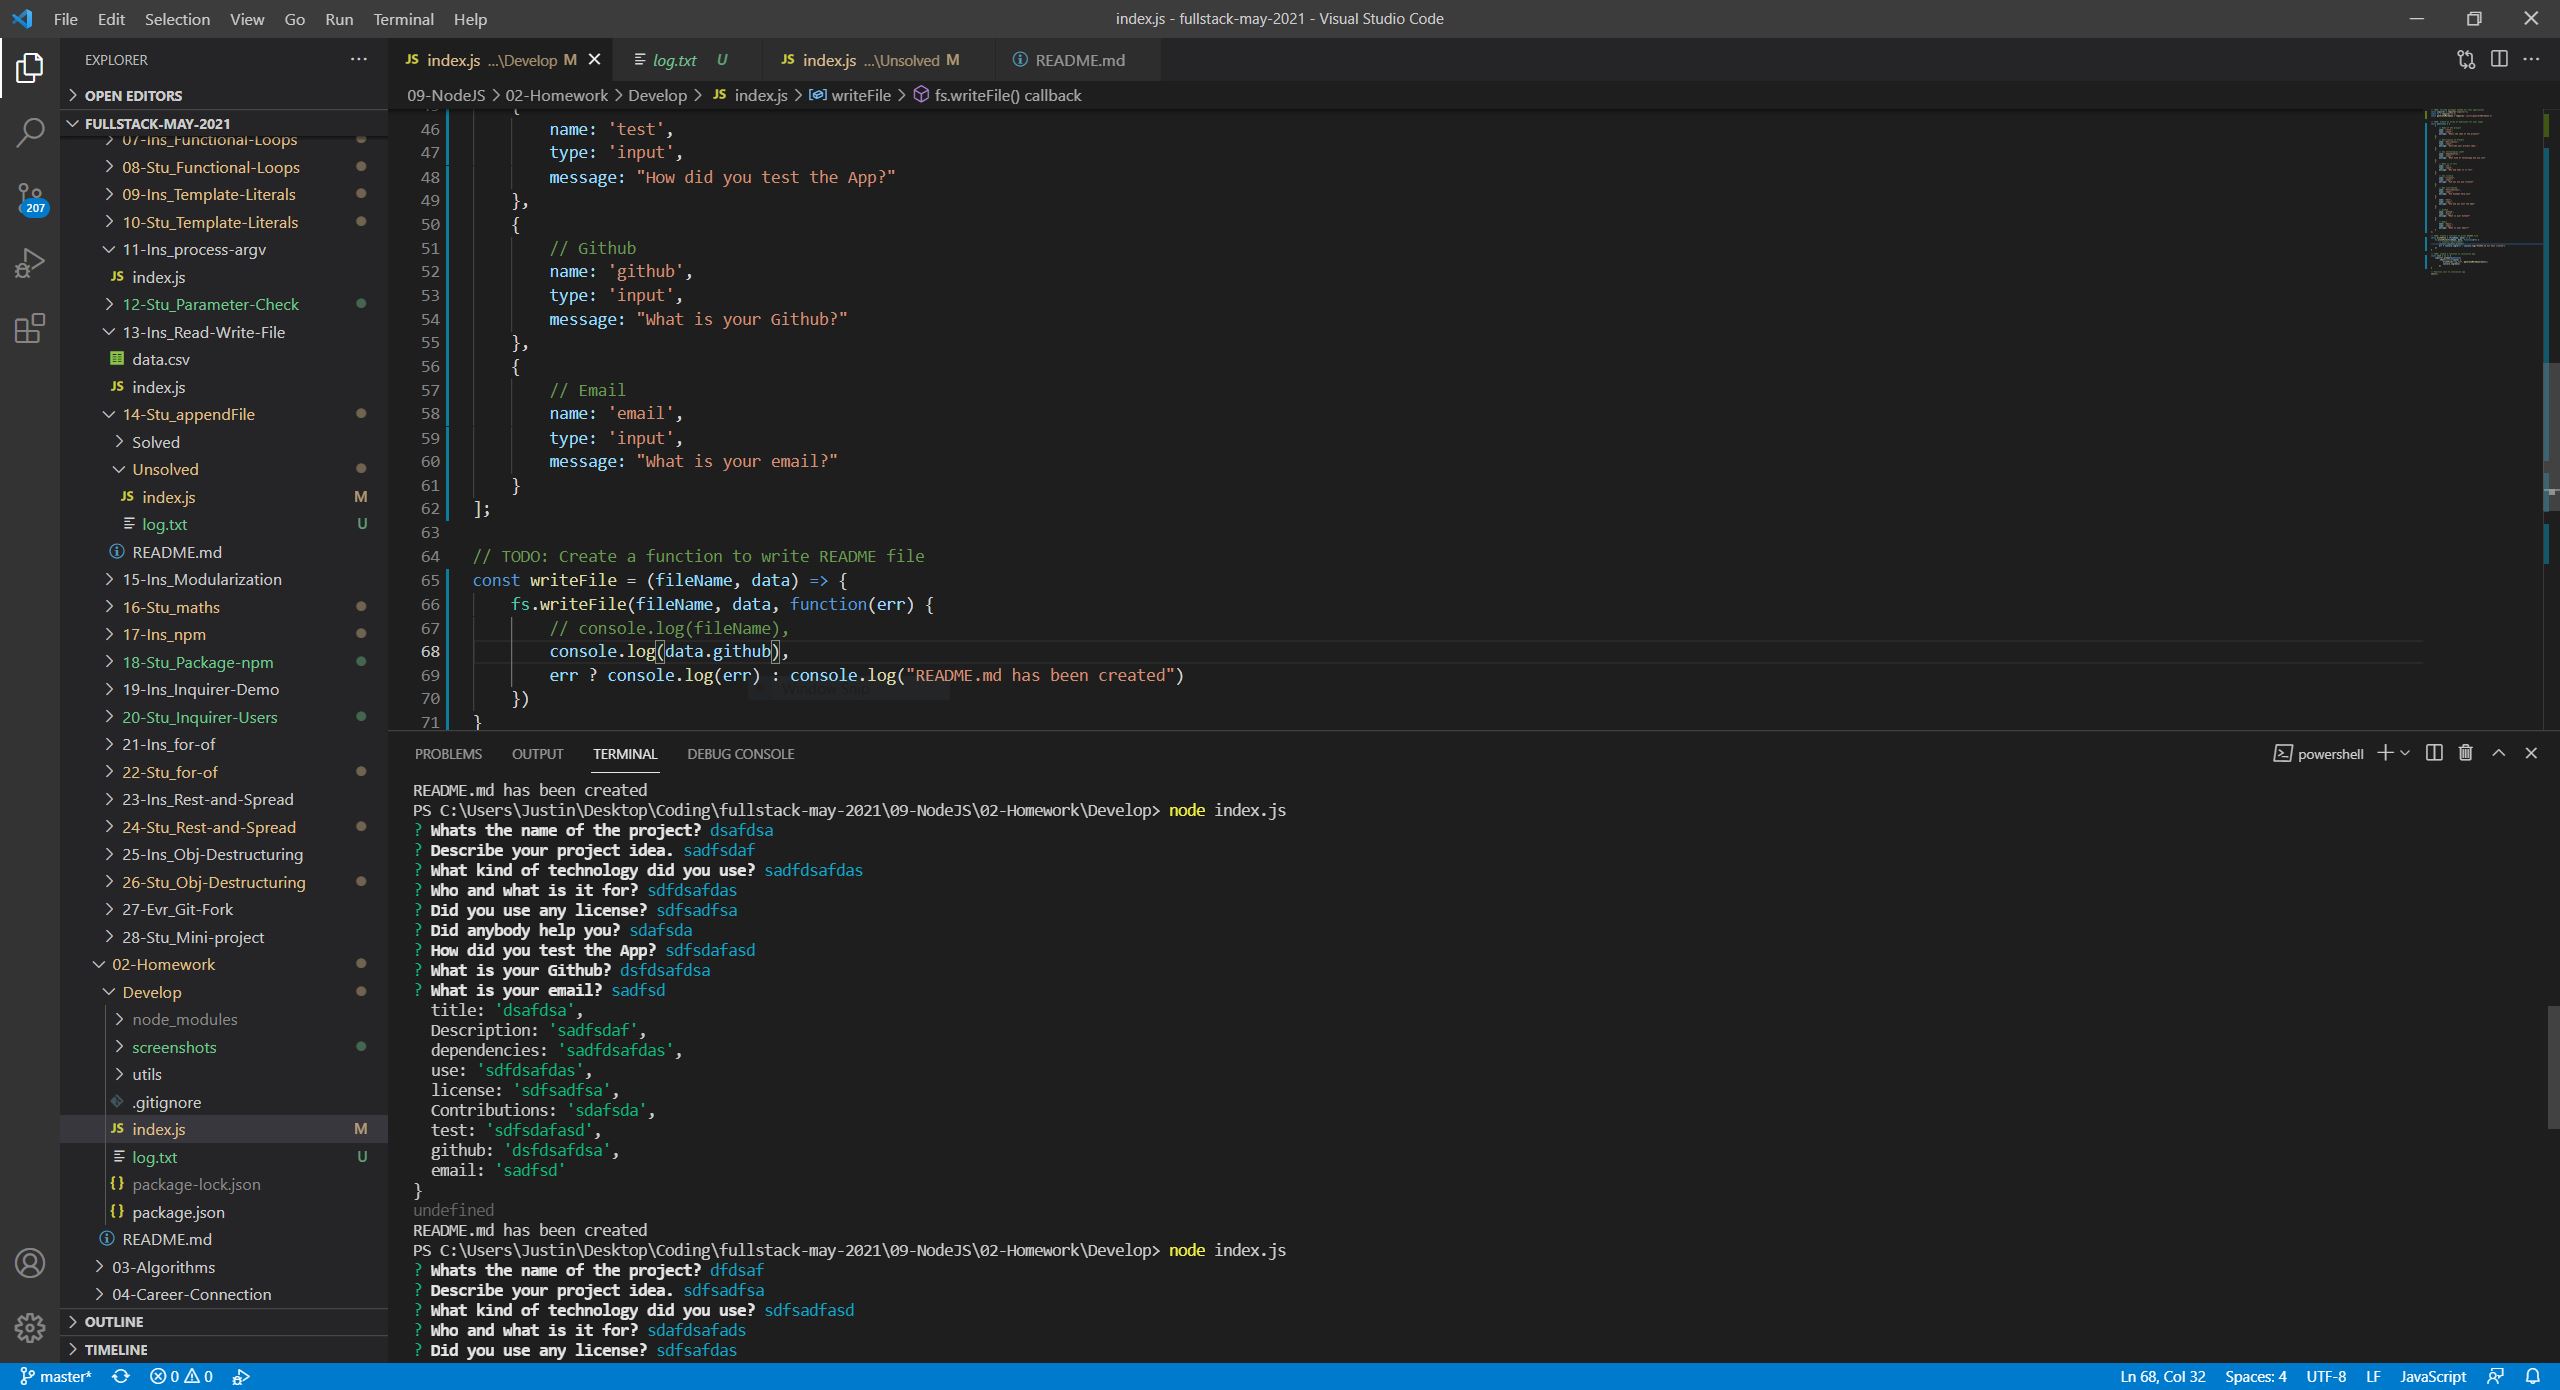 File Edit Selection View Go Run Terminal Help
index.js - fullstack-may-2021 - Visual Studio Code
EXPLORER
OPEN EDITORS
FULLSTACK-MAY-2021
07-Ins_Functional-Loops
08-Stu_Functional-Loops
09-Ins_Template-Literals
10-Stu_Template-Literals
11-Ins_process-argv
JS index.js
12-Stu_Parameter-Check
13-Ins_Read-Write-File
data.csv
JS index.js
14-Stu_appendFile
Solved
Unsolved
JS index.js M
log.txt U
README.md
15-Ins_Modularization
16-Stu_maths
17-Ins_npm
18-Stu_Package-npm
19-Ins_Inquirer-Demo
20-Stu_Inquirer-Users
21-Ins_for-of
22-Stu_for-of
23-Ins_Rest-and-Spread
24-Stu_Rest-and-Spread
25-Ins_Obj-Destructuring
26-Stu_Obj-Destructuring
27-Evr_Git-Fork
28-Stu_Mini-project
02-Homework
Develop
node_modules
screenshots
utils
.gitignore
JS index.js M
log.txt U
{} package-lock.json
{} package.json
README.md
03-Algorithms
04-Career-Connection
OUTLINE
TIMELINE
207
JS index.js ...\Develop M
log.txt U
JS index.js ...\Unsolved M
README.md
09-NodeJS > 02-Homework > Develop > JS index.js > writeFile > fs.writeFile() callback
46 name: 'test',
47 type: 'input',
48 message: "How did you test the App?"
49 },
50 {
51 // Github
52 name: 'github',
53 type: 'input',
54 message: "What is your Github?"
55 },
56 {
57 // Email
58 name: 'email',
59 type: 'input',
60 message: "What is your email?"
61 }
62 ];
63
64 // TODO: Create a function to write README file
65 const writeFile = (fileName, data) => {
66 fs.writeFile(fileName, data, function(err) {
67 // console.log(fileName),
68 console.log(data.github),
69 err ? console.log(err) : console.log("README.md has been created")
Window Snip
70 })
71 }
PROBLEMS OUTPUT TERMINAL DEBUG CONSOLE
powershell
README.md has been created
PS C:\Users\Justin\Desktop\Coding\fullstack-may-2021\09-NodeJS\02-Homework\Develop> node index.js
? Whats the name of the project? dsafdsa
? Describe your project idea. sadfsdaf
? What kind of technology did you use? sadfdsafdas
? Who and what is it for? sdfdsafdas
? Did you use any license? sdfsadfsa
? Did anybody help you? sdafsda
? How did you test the App? sdfsdafasd
? What is your Github? dsfdsafdsa
? What is your email? sadfsd
title: 'dsafdsa',
Description: 'sadfsdaf',
dependencies: 'sadfdsafdas',
use: 'sdfdsafdas',
license: 'sdfsadfsa',
Contributions: 'sdafsda',
test: 'sdfsdafasd',
github: 'dsfdsafdsa',
email: 'sadfsd'
}
undefined
README.md has been created
PS C:\Users\Justin\Desktop\Coding\fullstack-may-2021\09-NodeJS\02-Homework\Develop> node index.js
? Whats the name of the project? dfdsaf
? Describe your project idea. sdfsadfsa
? What kind of technology did you use? sdfsadfasd
? Who and what is it for? sdafdsafads
? Did you use any license? sdfsafdas
master* 0 0
Ln 68, Col 32 Spaces: 4 UTF-8 LF JavaScript